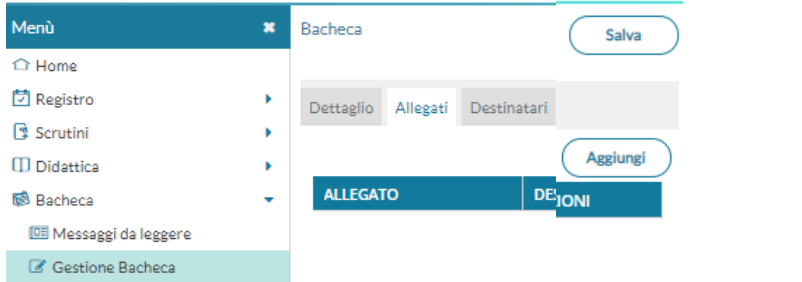 Menù
Home
Registro
Scrutini
Didattica
Bacheca
Messaggi da leggere
Gestione Bacheca
Bacheca
Salva
Dettaglio Allegati Destinatari
Aggiungi
ALLEGATO DES IONI